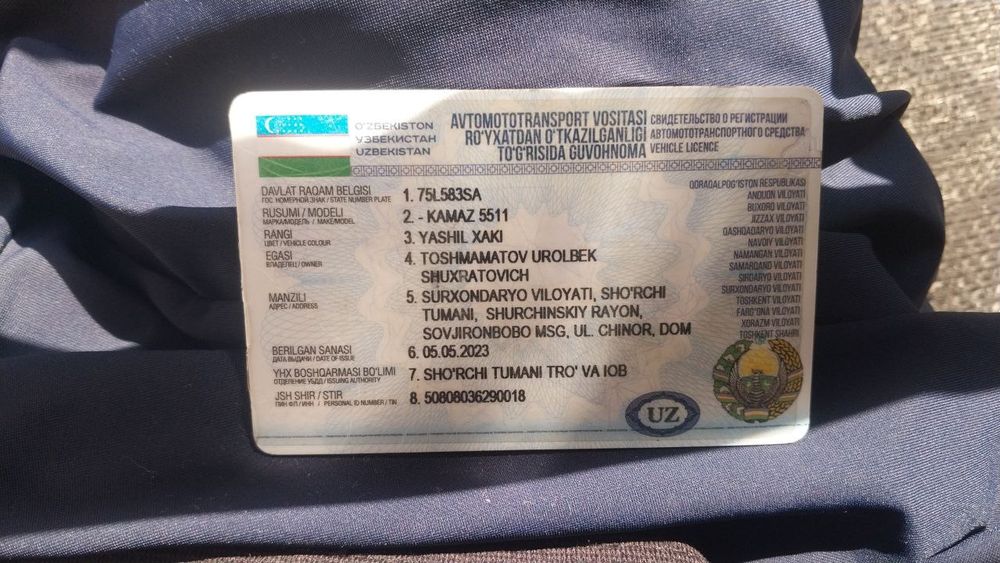 O'ZBEKISTON
УЗБЕКИСТАН
UZBEKISTAN
AVTOMOTOTRANSPORT VOSITASI
RO'YXATDAN O'TKAZILGANLIGI
TO'G'RISIDA GUVOHNOMA
СВИДЕТЕЛЬСТВО О РЕГИСТРАЦИИ
АВТОМОТОТРАНСПОРТНОГО СРЕДСТВА
VEHICLE LICENCE
DAVLAT RAQAM BELGISI
ГОС. НОМЕРНОЙ ЗНАК / STATE NUMBER PLATE
1. 75L583SA
RUSUMI / MODELI
МАРКА/МОДЕЛЬ / MAKE/MODEL
2. - KAMAZ 5511
RANGI
ЦВЕТ / VEHICLE COLOUR
3. YASHIL XAKI
EGASI
ВЛАДЕЛЕЦ / OWNER
4. TOSHMAMATOV UROLBEK
SHUXRATOVICH
MANZILI
АДРЕС / ADDRESS
5. SURXONDARYO VILOYATI, SHO'RCHI
TUMANI, SHURCHINSKIY RAYON,
SOVJIRONBOBO MSG, UL. CHINOR, DOM
BERILGAN SANASI
ДАТА ВЫДАЧИ / DATE OF ISSUE
6. 05.05.2023
YHX BOSHQARMASI BO'LIMI
ОТДЕЛЕНИЕ УБДД / ISSUING AUTHORITY
7. SHO'RCHI TUMANI TRO' VA IOB
JSH SHIR / STIR
ПИН ФЛ / ИНН / PERSONAL ID NUMBER / TIN
8. 50808036290018
QORAQALPOG'ISTON RESPUBLIKASI
ANDIJON VILOYATI
BUXORO VILOYATI
JIZZAX VILOYATI
QASHQADARYO VILOYATI
NAVOIY VILOYATI
NAMANGAN VILOYATI
SAMARQAND VILOYATI
SIRDARYO VILOYATI
SURXONDARYO VILOYATI
TOSHKENT VILOYATI
FARG'ONA VILOYATI
XORAZM VILOYATI
TOSHKENT SHAHRI
UZ